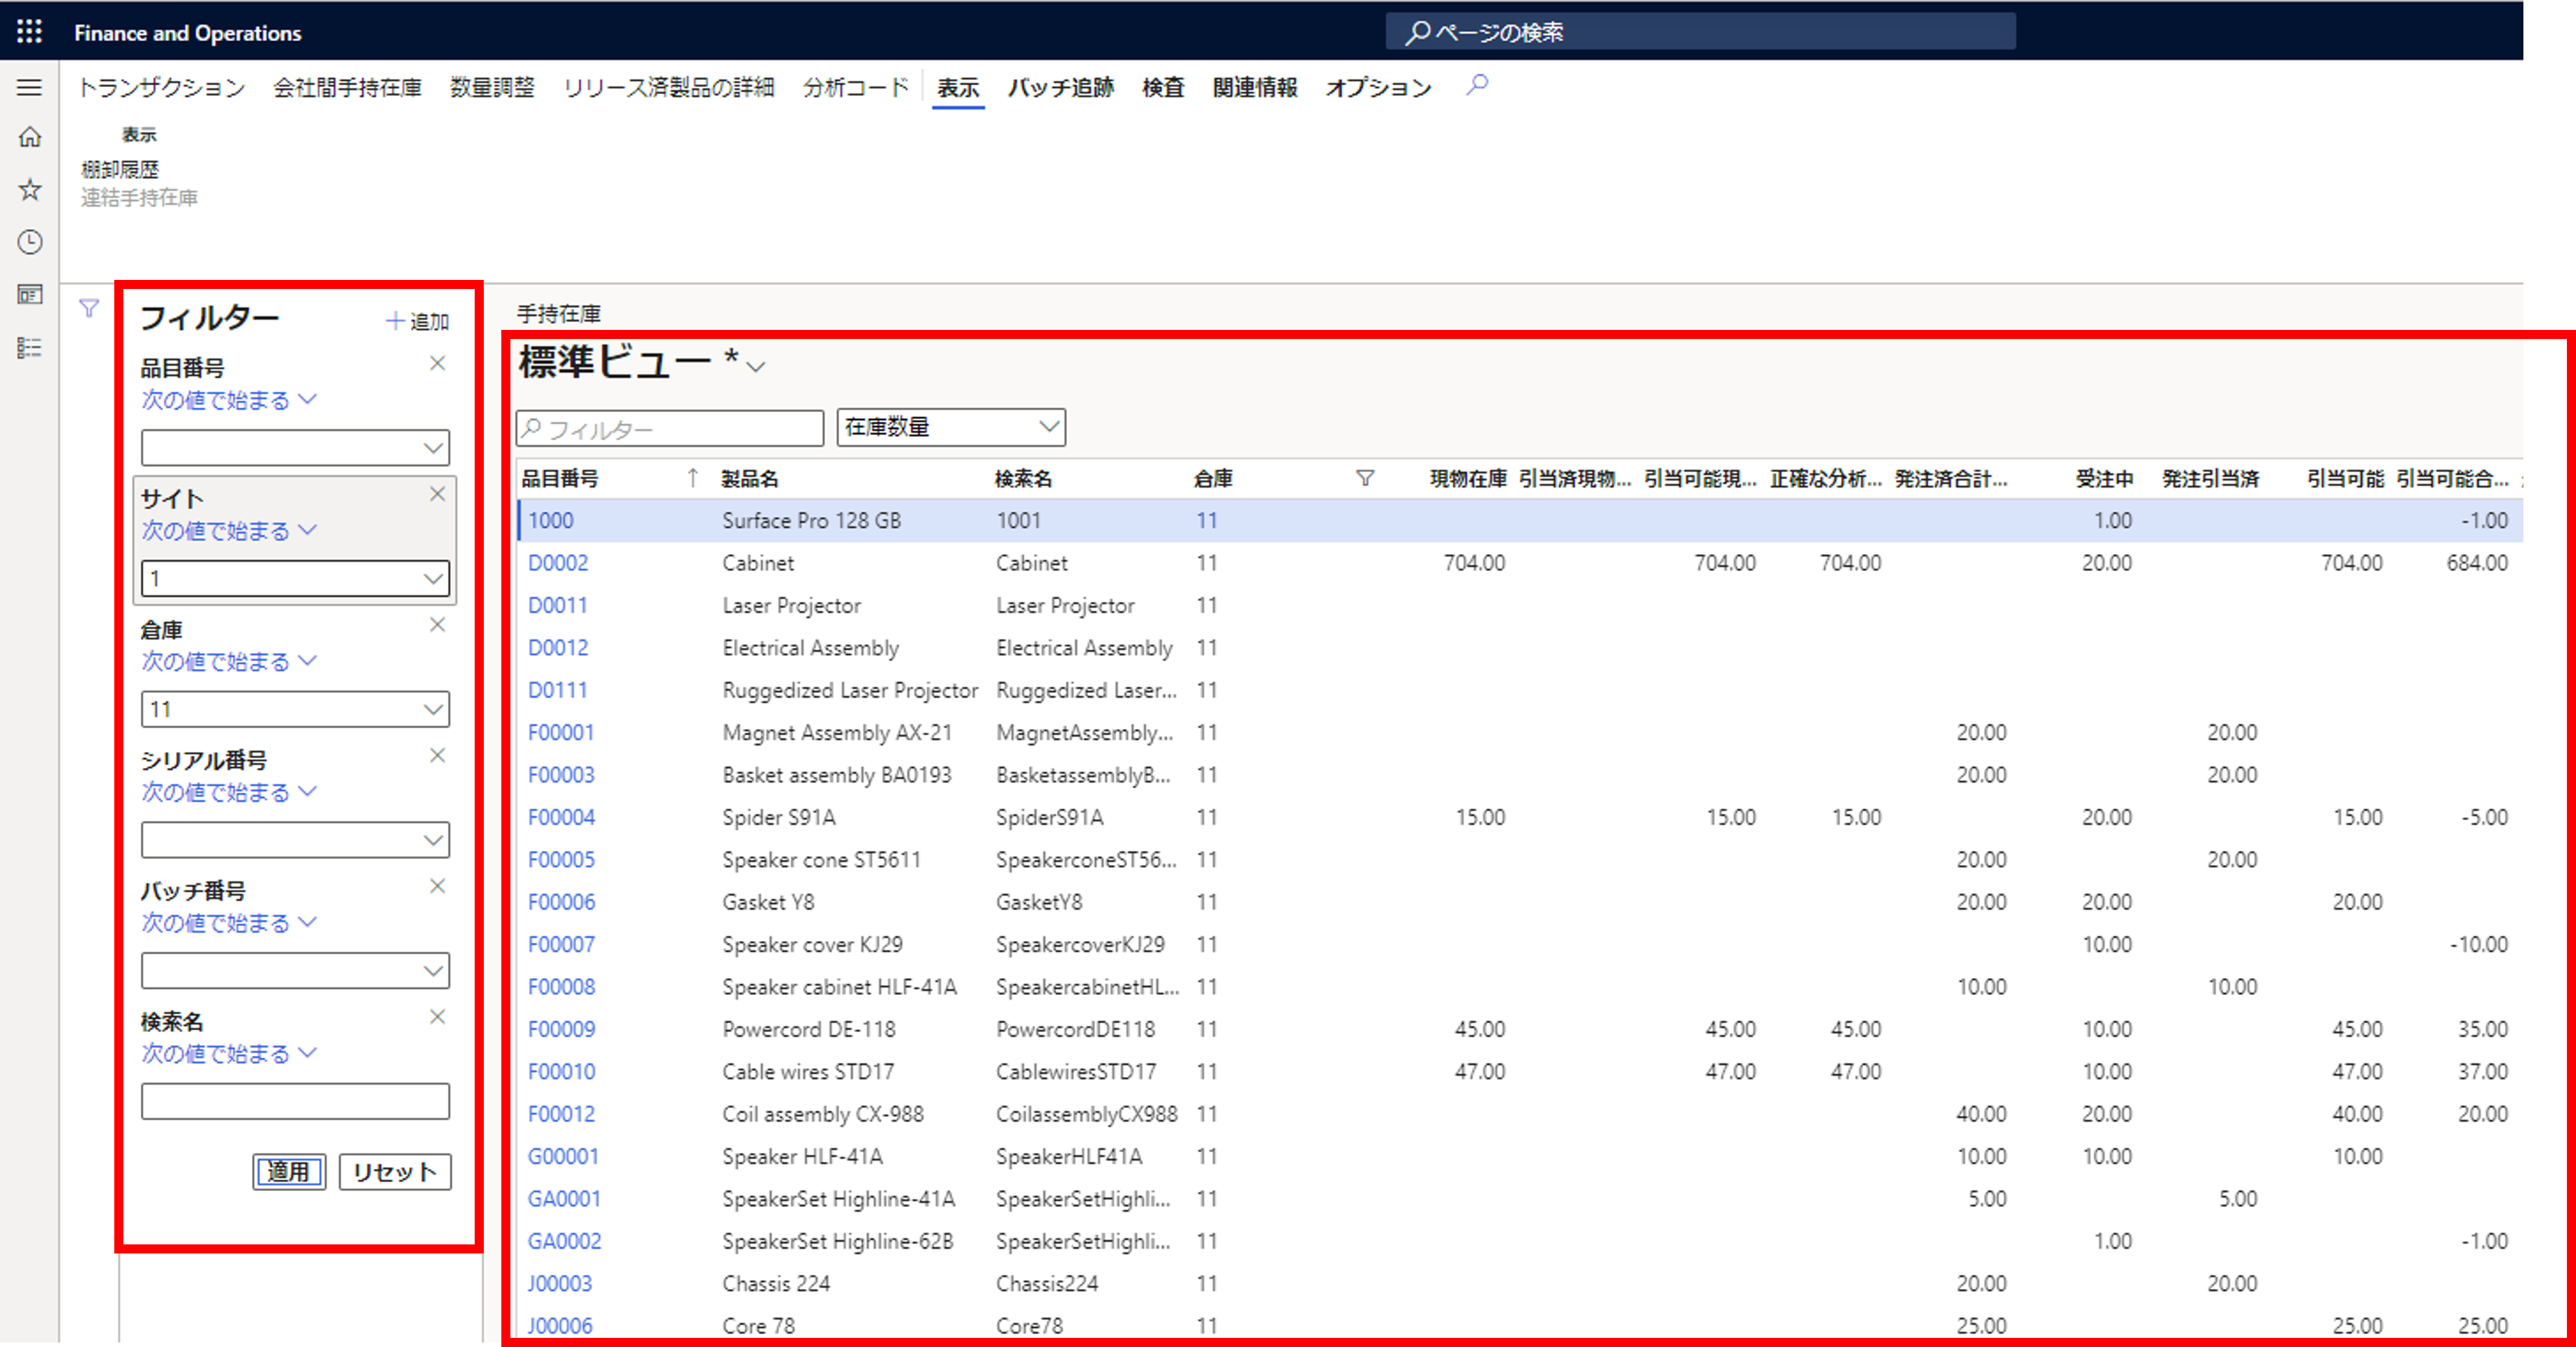 Finance and Operations
ページの検索
トランザクション 会社間手持在庫 数量調整 リリース済製品の詳細 分析コード 表示 バッチ追跡 検査 関連情報 オプション
表示
棚卸履歴
連結手持在庫
フィルター
追加
品目番号
次の値で始まる
サイト
次の値で始まる
1
倉庫
次の値で始まる
11
シリアル番号
次の値で始まる
バッチ番号
次の値で始まる
検索名
次の値で始まる
適用 リセット
手持在庫
標準ビュー *
フィルター 在庫数量
品目番号 製品名 検索名 倉庫 現物在庫 引当済現物... 引当可能現... 正確な分析... 発注済合計... 受注中 発注引当済 引当可能 引当可能合...
1000 Surface Pro 128 GB 1001 11 1.00 -1.00
D0002 Cabinet Cabinet 11 704.00 704.00 704.00 20.00 704.00 684.00
D0011 Laser Projector Laser Projector 11
D0012 Electrical Assembly Electrical Assembly 11
D0111 Ruggedized Laser Projector Ruggedized Laser... 11
F00001 Magnet Assembly AX-21 MagnetAssembly... 11 20.00 20.00
F00003 Basket assembly BA0193 BasketassemblyB... 11 20.00 20.00
F00004 Spider S91A SpiderS91A 11 15.00 15.00 15.00 20.00 15.00 -5.00
F00005 Speaker cone ST5611 SpeakerconeST56... 11 20.00 20.00
F00006 Gasket Y8 GasketY8 11 20.00 20.00 20.00
F00007 Speaker cover KJ29 SpeakercoverKJ29 11 10.00 -10.00
F00008 Speaker cabinet HLF-41A SpeakercabinetHL... 11 10.00 10.00
F00009 Powercord DE-118 PowercordDE118 11 45.00 45.00 45.00 10.00 45.00 35.00
F00010 Cable wires STD17 CablewiresSTD17 11 47.00 47.00 47.00 10.00 47.00 37.00
F00012 Coil assembly CX-988 CoilassemblyCX988 11 40.00 20.00 40.00 20.00
G00001 Speaker HLF-41A SpeakerHLF41A 11 10.00 10.00 10.00
GA0001 SpeakerSet Highline-41A SpeakerSetHighli... 11 5.00 5.00
GA0002 SpeakerSet Highline-62B SpeakerSetHighli... 11 1.00 -1.00
J00003 Chassis 224 Chassis224 11 20.00 20.00
J00006 Core 78 Core78 11 25.00 25.00 25.00